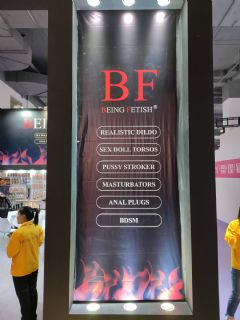 BF
BEING FETISH®
REALISTIC DILDO
SEX DOLL TORSOS
PUSSY STROKER
MASTURBATORS
ANAL PLUGS
BDSM